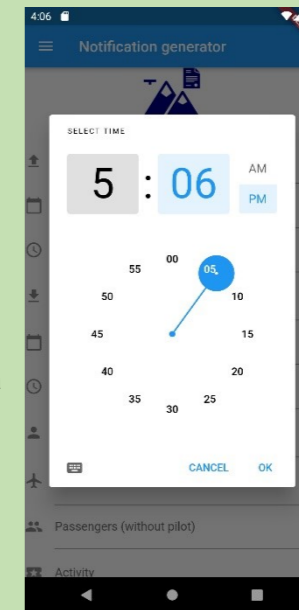 4:06
Notification generator
SELECT TIME
5 : 06
AM
PM
00
05
10
15
20
25
30
35
40
45
50
55
CANCEL OK
Passengers (without pilot)
Activity